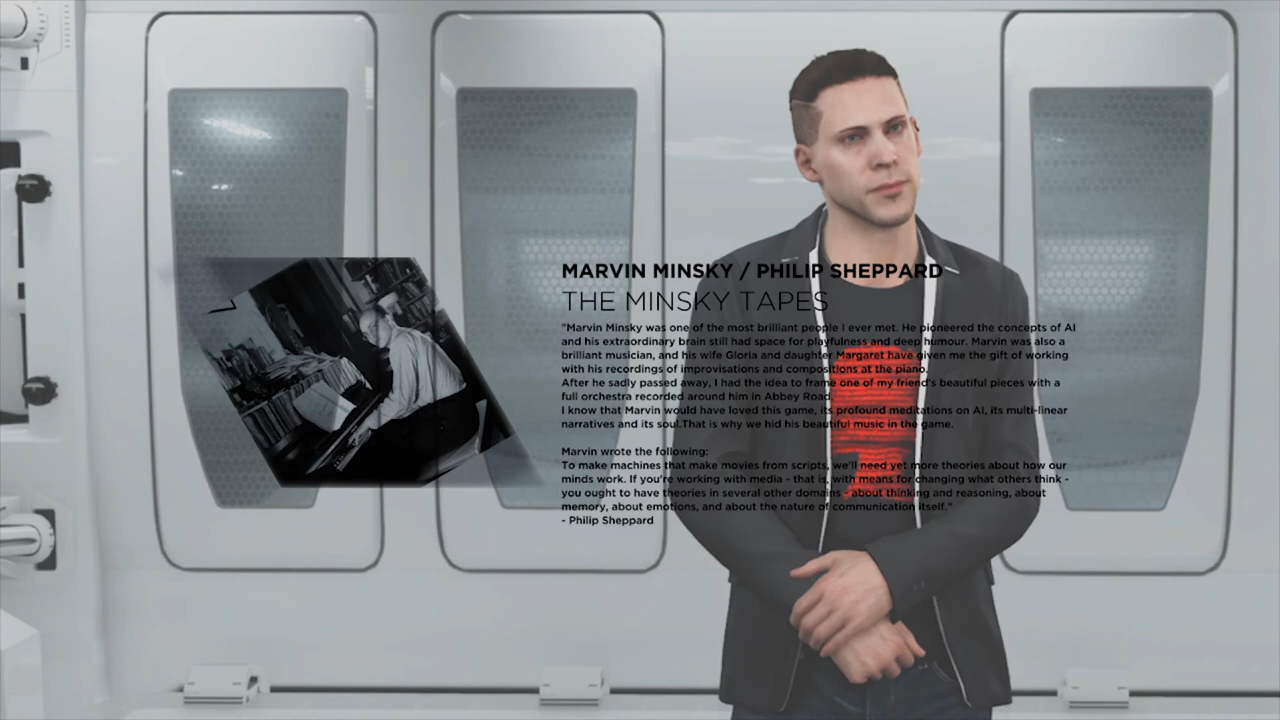 MARVIN MINSKY / PHILIP SHEPPARD
THE MINSKY TAPES
"Marvin Minsky was one of the most brilliant people I ever met. He pioneered the concepts of AI
and his extraordinary brain still had space for playfulness and deep humour. Marvin was also a
brilliant musician, and his wife Gloria and daughter Margaret have given me the gift of working
with his recordings of improvisations and compositions at the piano.
After he sadly passed away, I had the idea to frame one of my friend's beautiful pieces with a
full orchestra recorded around him in Abbey Road.
I know that Marvin would have loved this game, its profound meditations on AI, its multi-linear
narratives and its soul.That is why we hid his beautiful music in the game.
Marvin wrote the following:
To make machines that make movies from scripts, we'll need yet more theories about how our
minds work. If you're working with media - that is, with means for changing what others think -
you ought to have theories in several other domains - about thinking and reasoning, about
memory, about emotions, and about the nature of communication itself."
- Philip Sheppard